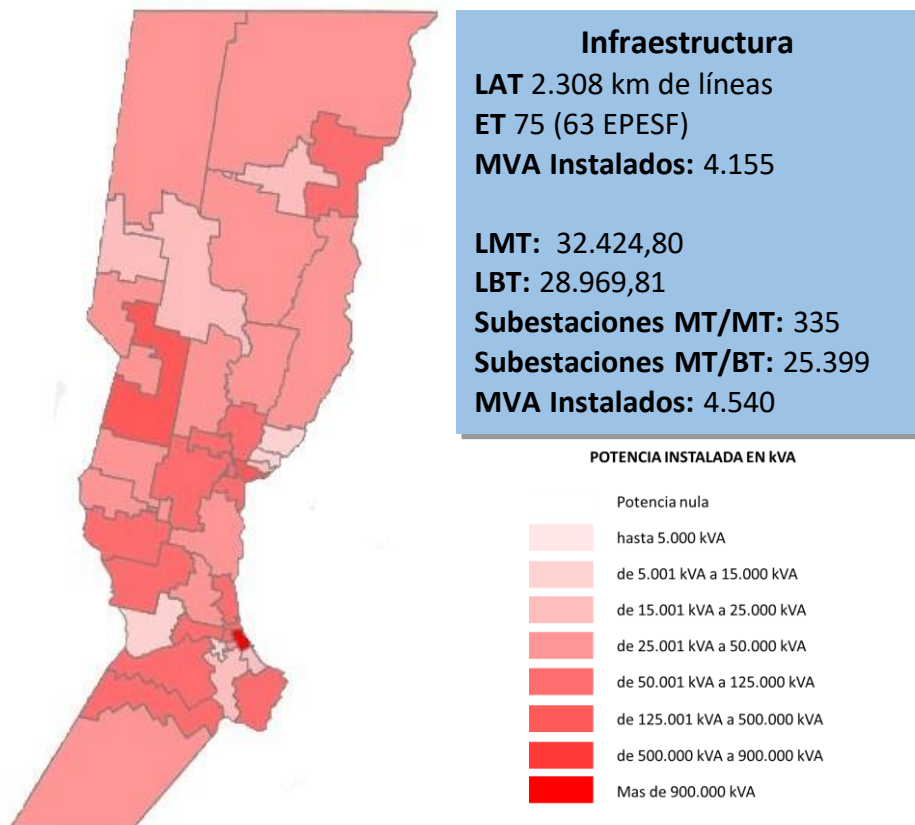 Infraestructura
LAT 2.308 km de líneas
ET 75 (63 EPESF)
MVA Instalados: 4.155
LMT: 32.424,80
LBT: 28.969,81
Subestaciones MT/MT: 335
Subestaciones MT/BT: 25.399
MVA Instalados: 4.540
POTENCIA INSTALADA EN kVA
Potencia nula
hasta 5.000 kVA
de 5.001 kVA a 15.000 kVA
de 15.001 kVA a 25.000 kVA
de 25.001 kVA a 50.000 kVA
de 50.001 kVA a 125.000 kVA
de 125.001 kVA a 500.000 kVA
de 500.000 kVA a 900.000 kVA
Mas de 900.000 kVA